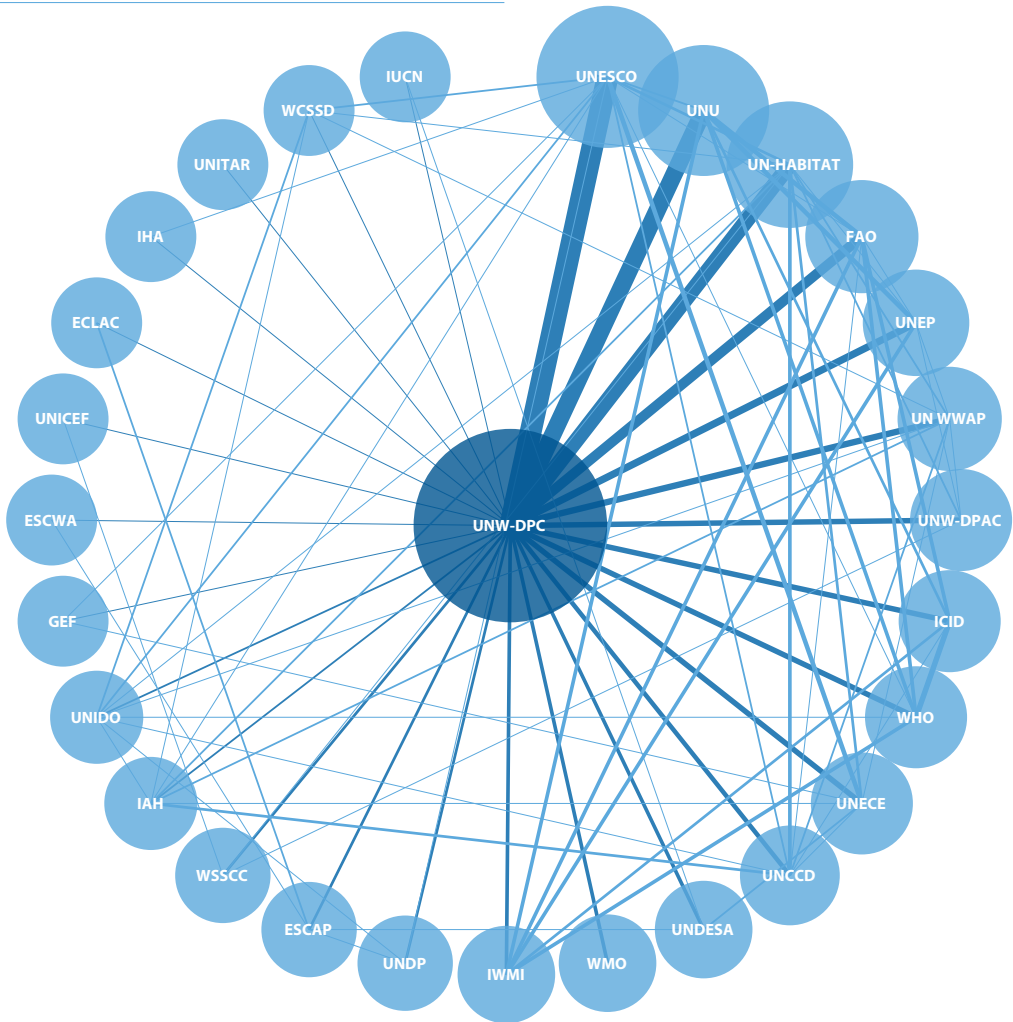 UNESCO
IUCN
UNU
WCSSD
UN-HABITAT
UNITAR
FAO
IHA
UNEP
ECLAC
UN WWAP
UNICEF
UNW-DPAC
ESCWA
UNW-DPC
ICID
GEF
WHO
UNIDO
UNECE
IAH
UNCCD
WSSCC
UNDESA
ESCAP
UNDP
WMO
IWMI